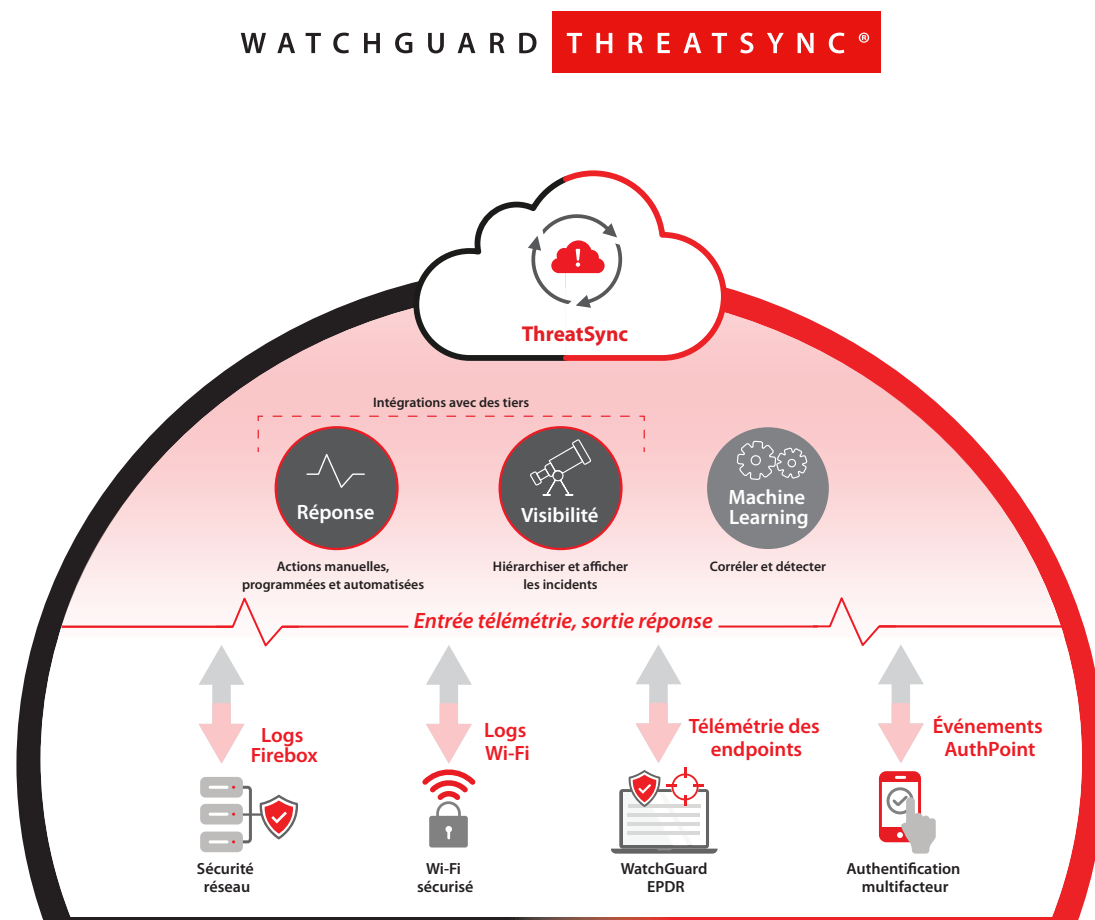 WATCHGUARD THREATSYNC®
ThreatSync
Intégrations avec des tiers
Réponse
Visibilité
Machine
Learning
Actions manuelles,
programmées et automatisées
Hiérarchiser et afficher
les incidents
Corréler et détecter
Entrée télémétrie, sortie réponse
Logs
Firebox
Logs
Wi-Fi
Télémétrie des
endpoints
Événements
AuthPoint
Sécurité
réseau
Wi-Fi
sécurisé
WatchGuard
EPDR
Authentification
multifacteur